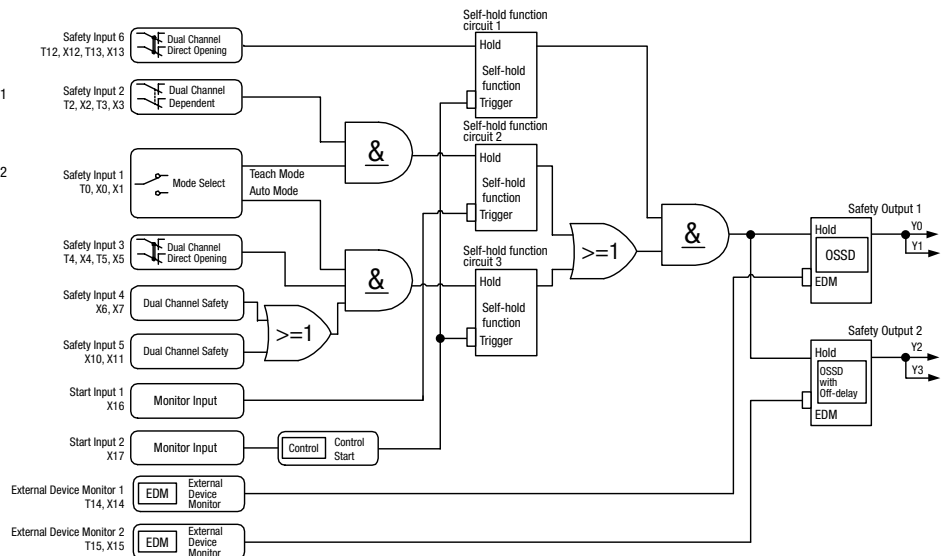 Safety Input 6
T12, X12, T13, X13
Dual Channel
Direct Opening
Self-hold function
circuit 1
Hold
Self-hold
function
Trigger
1
Safety Input 2
T2, X2, T3, X3
Dual Channel
Dependent
&
Self-hold function
circuit 2
Hold
Self-hold
function
Trigger
2
Safety Input 1
T0, X0, X1
Mode Select
Teach Mode
Auto Mode
Safety Input 3
T4, X4, T5, X5
Dual Channel
Direct Opening
&
Self-hold function
circuit 3
Hold
Self-hold
function
Trigger
>=1
&
Safety Input 4
X6, X7
Dual Channel Safety
>=1
Safety Input 5
X10, X11
Dual Channel Safety
Safety Output 1
Hold
OSSD
EDM
Y0
Y1
Safety Output 2
Hold
OSSD
with
Off-delay
EDM
Y2
Y3
Start Input 1
X16
Monitor Input
Start Input 2
X17
Monitor Input
Control
Control
Start
External Device Monitor 1
T14, X14
EDM
External
Device
Monitor
External Device Monitor 2
T15, X15
EDM
External
Device
Monitor